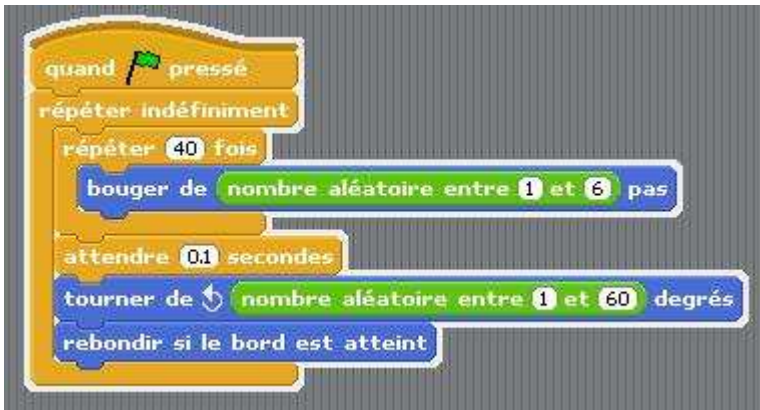 quand pressé
répéter indéfiniment
répéter 40 fois
bouger de nombre aléatoire entre 1 et 6 pas
attendre 0.1 secondes
tourner de nombre aléatoire entre 1 et 60 degrés
rebondir si le bord est atteint